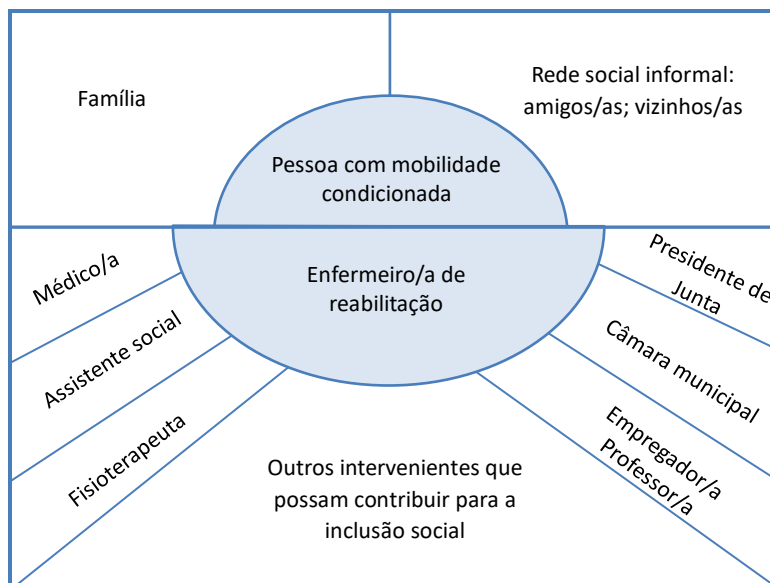 Família
Rede social informal:
amigos/as; vizinhos/as
Pessoa com mobilidade
condicionada
Enfermeiro/a de
reabilitação
Médico/a
Assistente social
Fisioterapeuta
Presidente de
Junta
Câmara municipal
Empregador/a
Professor/a
Outros intervenientes que
possam contribuir para a
inclusão social